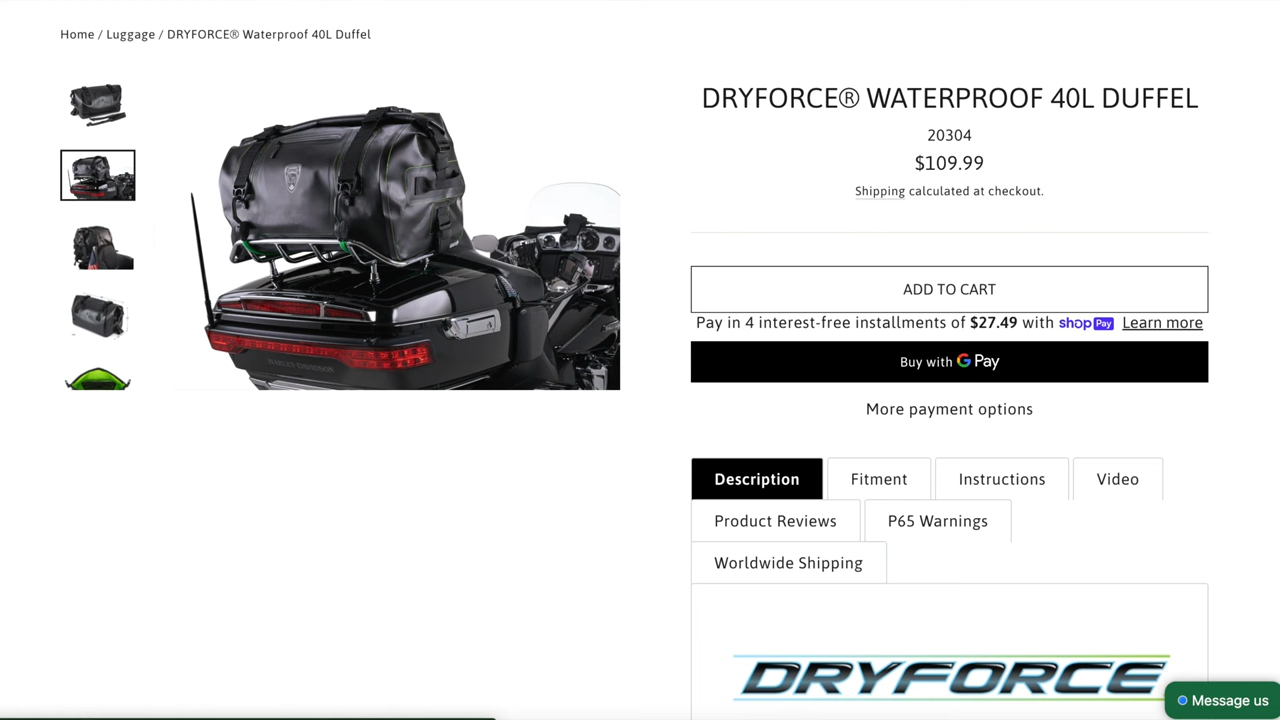 Home / Luggage / DRYFORCE® Waterproof 40L Duffel
DRYFORCE® WATERPROOF 40L DUFFEL
20304
$109.99
Shipping calculated at checkout.
ADD TO CART
Pay in 4 interest-free installments of $27.49 with shop Pay Learn more
Buy with G Pay
More payment options
Description
Fitment
Instructions
Video
Product Reviews
P65 Warnings
Worldwide Shipping
HARLEY-DAVIDSON
DRYFORCE
Message us